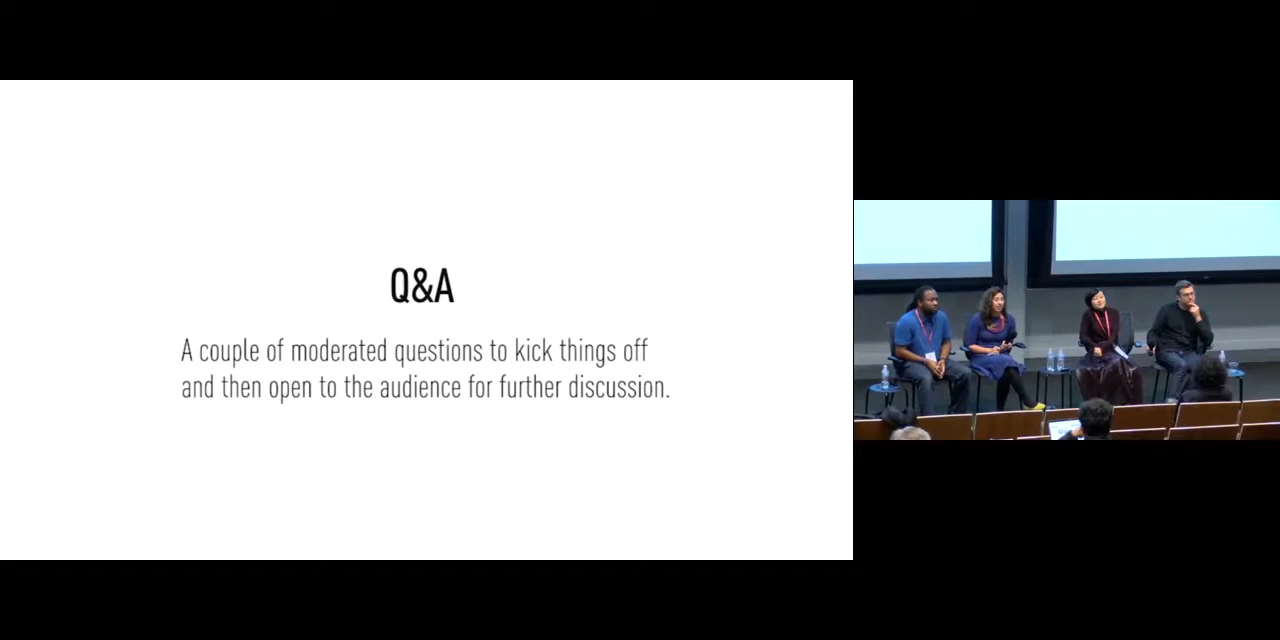 Q&A
A couple of moderated questions to kick things off
and then open to the audience for further discussion.